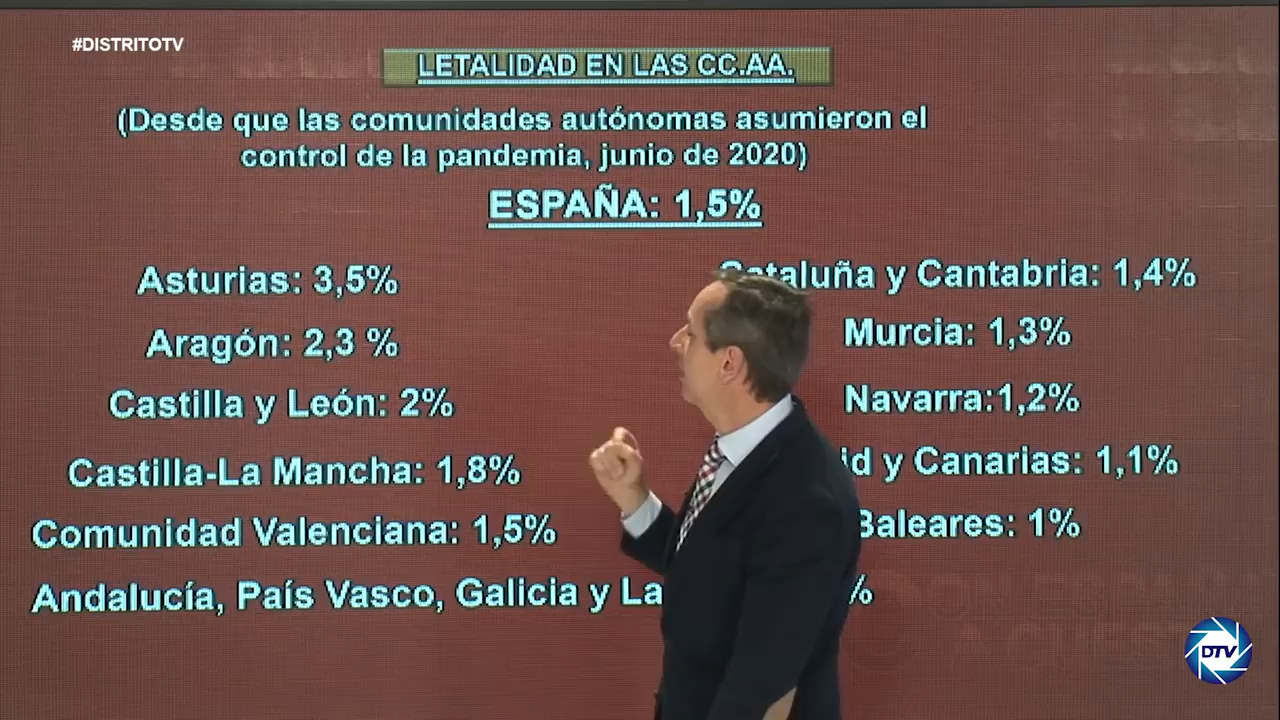 #DISTRITOTV
LETALIDAD EN LAS CC.AA.
(Desde que las comunidades autónomas asumieron el
control de la pandemia, junio de 2020)
ESPAÑA: 1,5%
Asturias: 3,5%
Aragón: 2,3 %
Castilla y León: 2%
Castilla-La Mancha: 1,8%
Comunidad Valenciana: 1,5%
Andalucía, País Vasco, Galicia y La %
Cataluña y Cantabria: 1,4%
Murcia: 1,3%
Navarra:1,2%
id y Canarias: 1,1%
Baleares: 1%
DTV